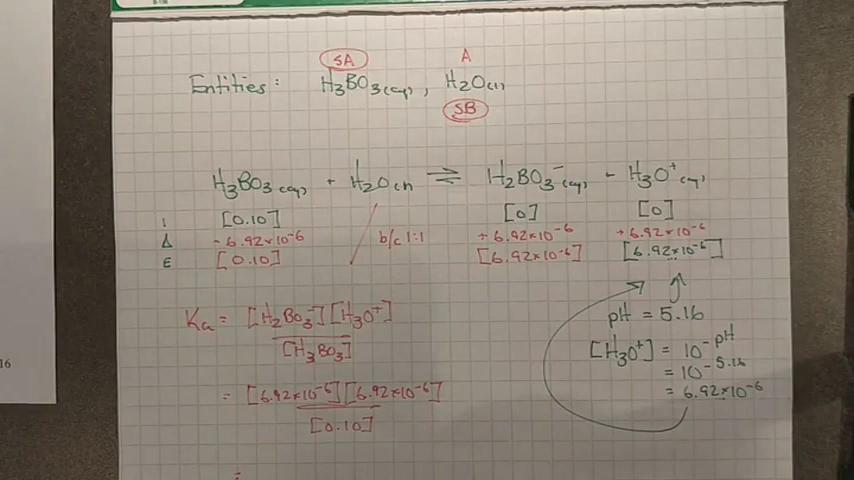 SA A
Entities: H₃BO₃(aq), H₂O(l)
SB
H₃BO₃(aq) + H₂O(l) ⇌ H₂BO₃⁻(aq) + H₃O⁺(aq)
I [0.10] [0] [0]
Δ - 6.92×10⁻⁶ b/c 1:1 + 6.92×10⁻⁶ + 6.92×10⁻⁶
E [0.10] [6.92×10⁻⁶] [6.92×10⁻⁶]
Ka = [H₂BO₃⁻][H₃O⁺]
[H₃BO₃]
= [6.92×10⁻⁶][6.92×10⁻⁶]
[0.10]
pH = 5.16
[H₃O⁺] = 10⁻pH
= 10⁻5.16
= 6.92×10⁻⁶
16